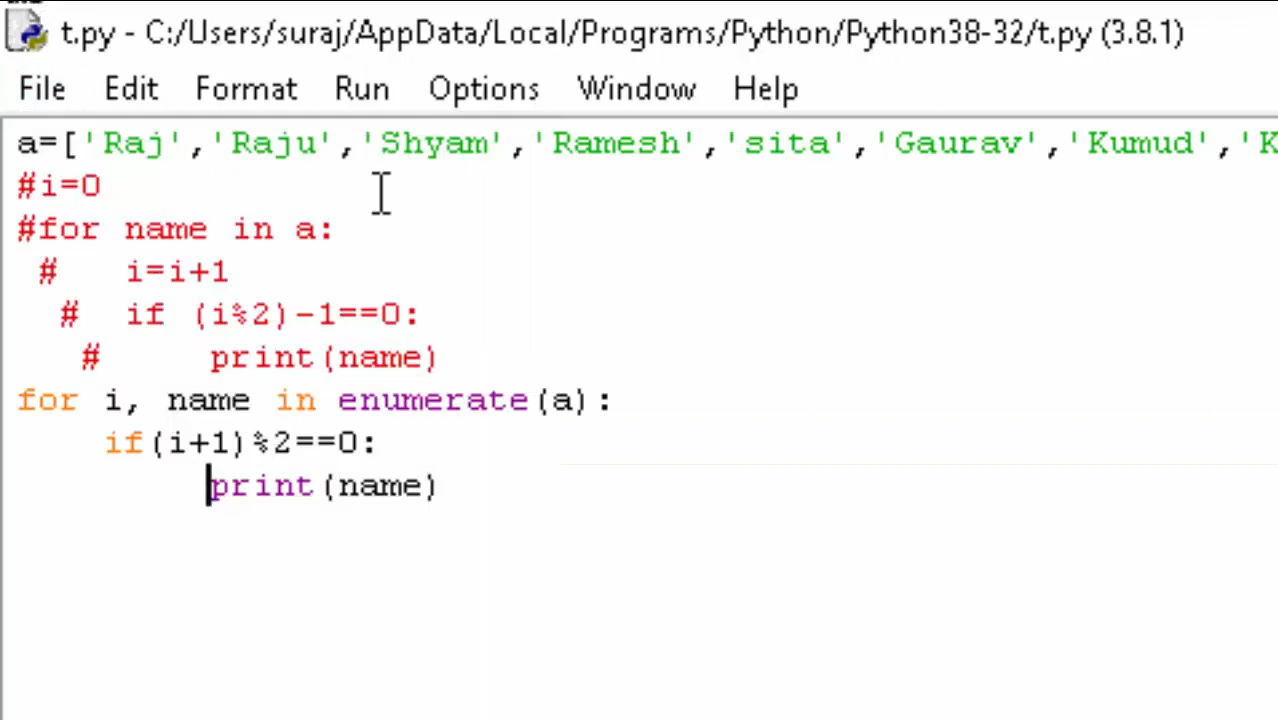 t.py - C:/Users/suraj/AppData/Local/Programs/Python/Python38-32/t.py (3.8.1)
File Edit Format Run Options Window Help
a=['Raj','Raju','Shyam','Ramesh','sita','Gaurav','Kumud','K
#i=0
#for name in a:
 #   i=i+1
  #  if (i%2)-1==0:
   #     print(name)
for i, name in enumerate(a):
    if(i+1)%2==0:
         print(name)